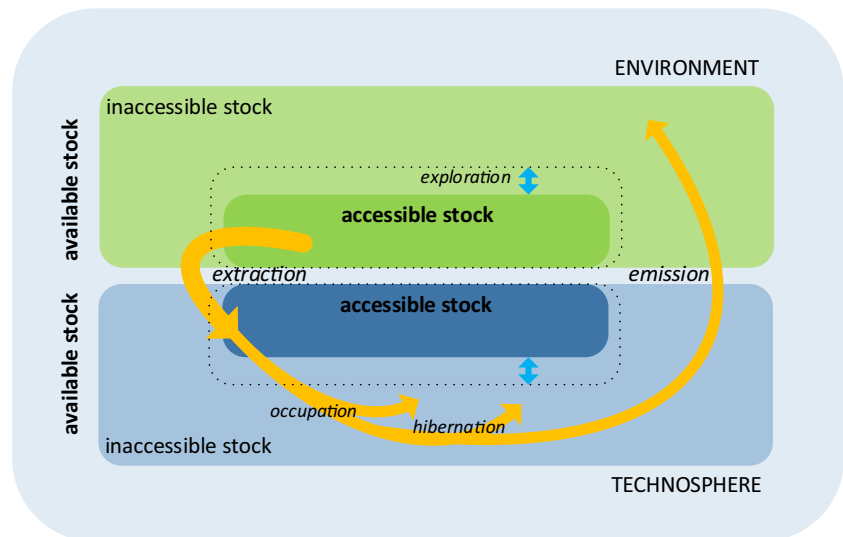 ENVIRONMENT
inaccessible stock
available stock
exploration
accessible stock
extraction
emission
accessible stock
available stock
occupation
hibernation
inaccessible stock
TECHNOSPHERE